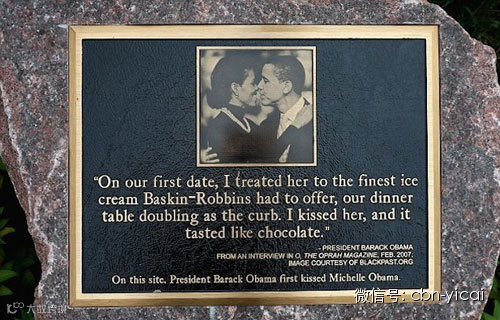 "On our first date, I treated her to the finest ice
cream Baskin-Robbins had to offer, our dinner
table doubling as the curb. I kissed her, and it
tasted like chocolate."
- PRESIDENT BARACK OBAMA
FROM AN INTERVIEW IN O, THE OPRAH MAGAZINE, FEB. 2007;
IMAGE COURTESY OF BLACKPAST.ORG
On this site, President Barack Obama first kissed Michelle Obama.
微信号: cbn-yicai